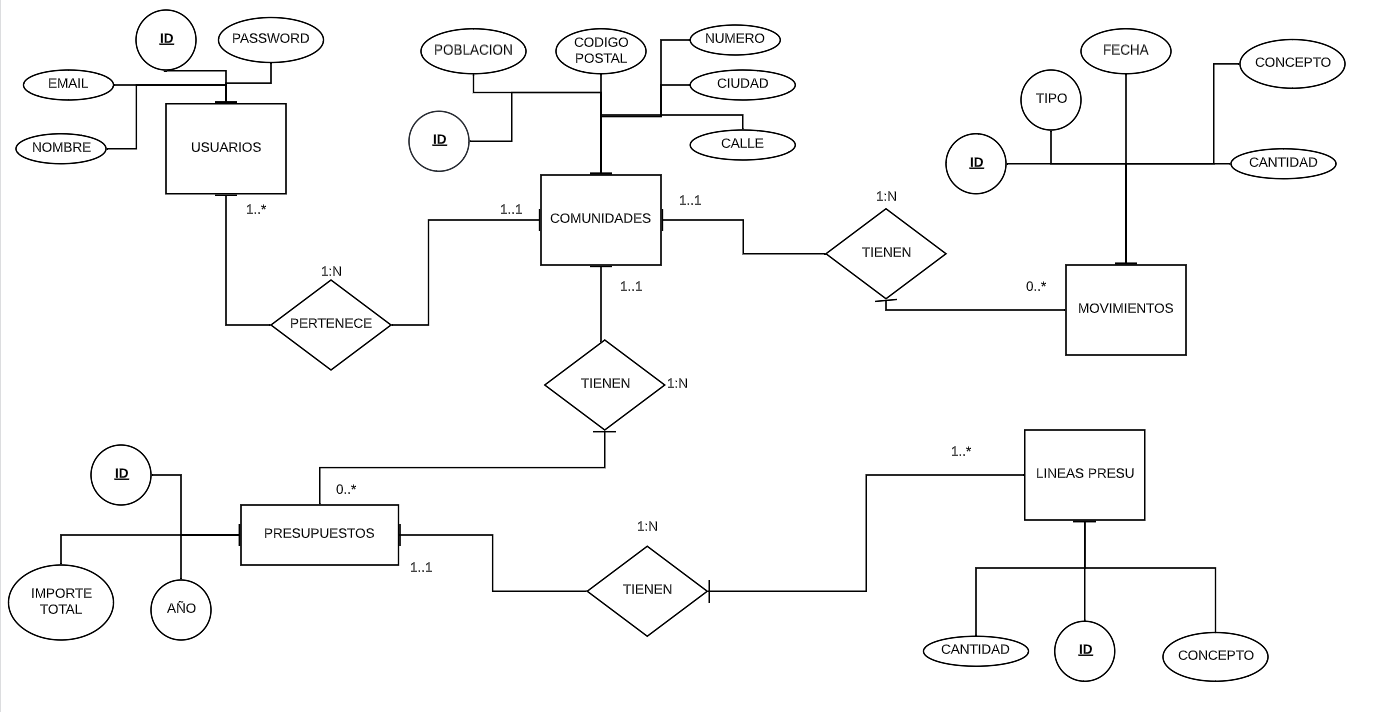 ID
PASSWORD
EMAIL
NOMBRE
USUARIOS
1..*
1:N
PERTENECE
POBLACION
CODIGO
POSTAL
NUMERO
CIUDAD
CALLE
ID
1..1
COMUNIDADES
1..1
1..1
1:N
TIENEN
FECHA
CONCEPTO
TIPO
ID
CANTIDAD
0..*
MOVIMIENTOS
TIENEN
1:N
0..*
ID
PRESUPUESTOS
1..1
IMPORTE
TOTAL
AÑO
1:N
TIENEN
1..*
LINEAS PRESU
CANTIDAD
ID
CONCEPTO